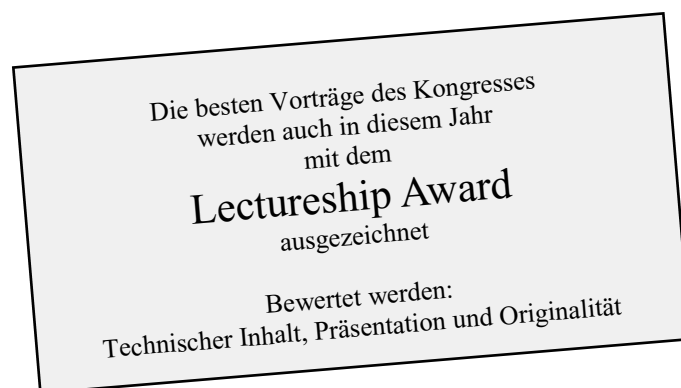 Die besten Vorträge des Kongresses
werden auch in diesem Jahr
mit dem
Lectureship Award
ausgezeichnet
Bewertet werden:
Technischer Inhalt, Präsentation und Originalität